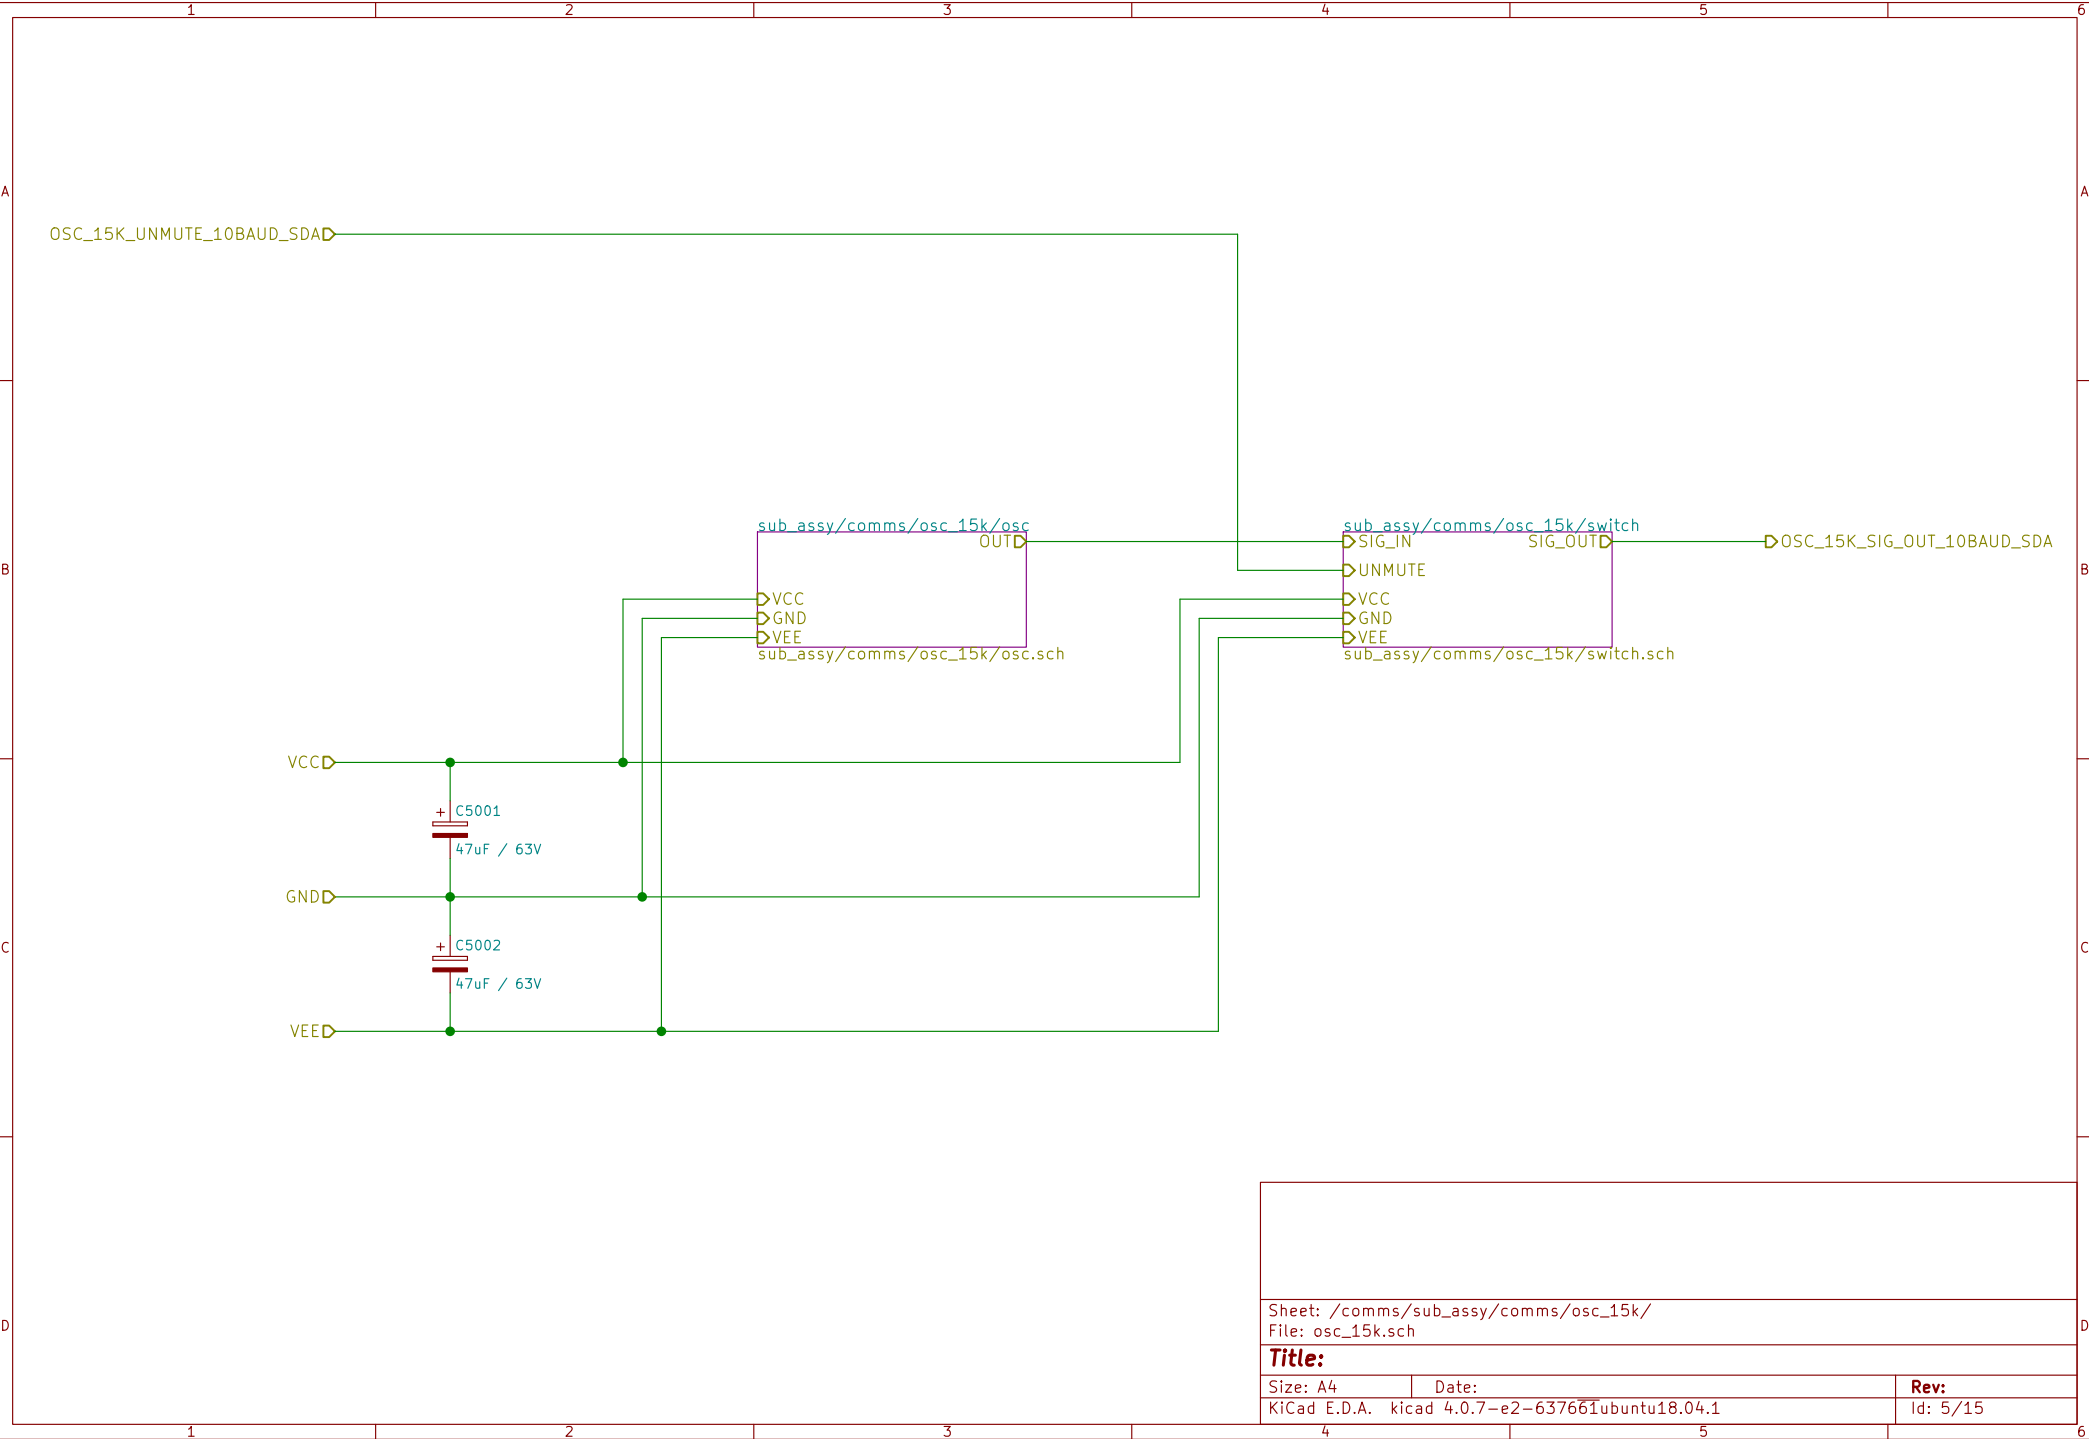 1 2 3 4 5 6
A A
OSC_15K_UNMUTE_10BAUD_SDA
sub_assy/comms/osc_15k/osc sub_assy/comms/osc_15k/switch
OUT SIG_IN SIG_OUT OSC_15K_SIG_OUT_10BAUD_SDA
B UNMUTE B
VCC VCC
GND GND
VEE VEE
sub_assy/comms/osc_15k/osc.sch sub_assy/comms/osc_15k/switch.sch
VCC
+ C5001
47uF / 63V
GND
+ C5002
C C
47uF / 63V
VEE
Sheet: /comms/sub_assy/comms/osc_15k/
D D
File: osc_15k.sch
Title:
Size: A4 Date: Rev:
KiCad E.D.A. kicad 4.0.7-e2-637661ubuntu18.04.1 Id: 5/15
1 2 3 4 5 6